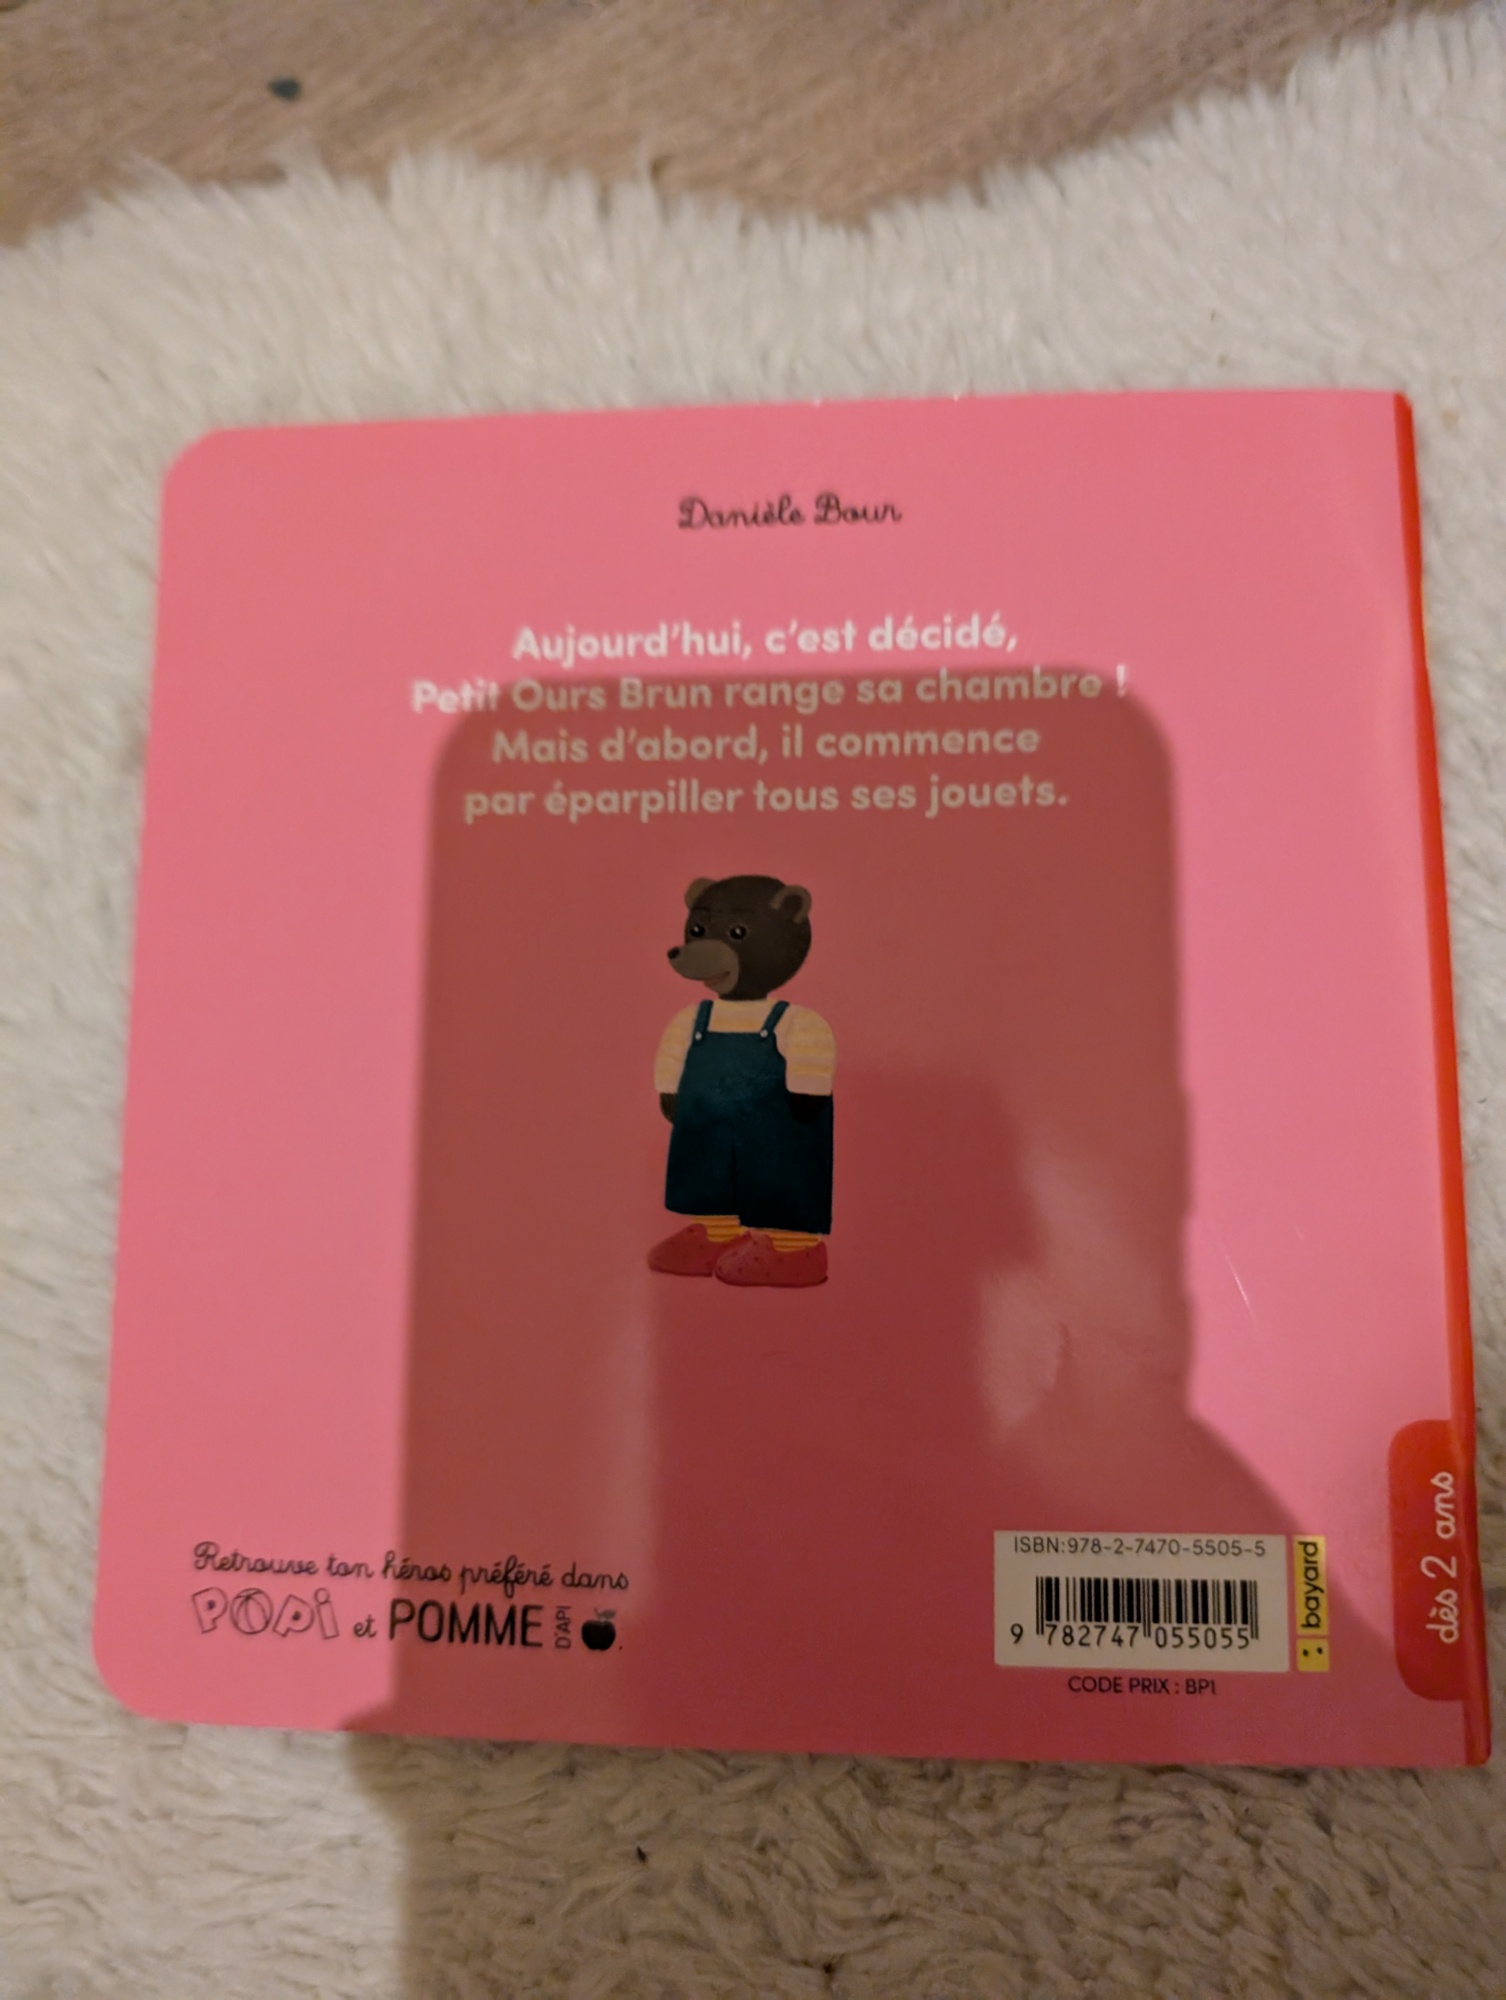 Danièle Bour
Aujourd'hui, c'est décidé,
Petit Ours Brun range sa chambre !
Mais d'abord, il commence
par éparpiller tous ses jouets.
Retrouve ton héros préféré dans
POPi et POMME D'API
ISBN:978-2-7470-5505-5
9 782747 055055
CODE PRIX : BP1
bayard
dès 2 ans